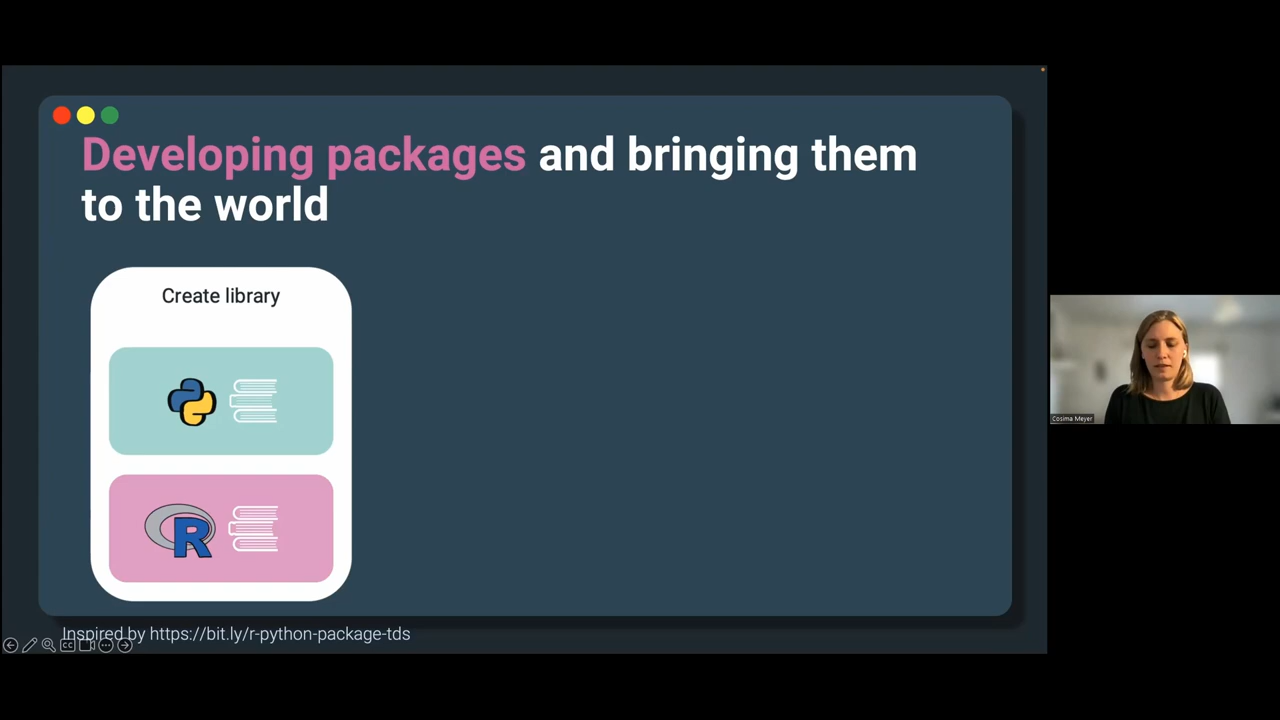 Developing packages and bringing them
to the world
Create library
R
Inspired by https://bit.ly/r-python-package-tds
CC
Cosima Meyer